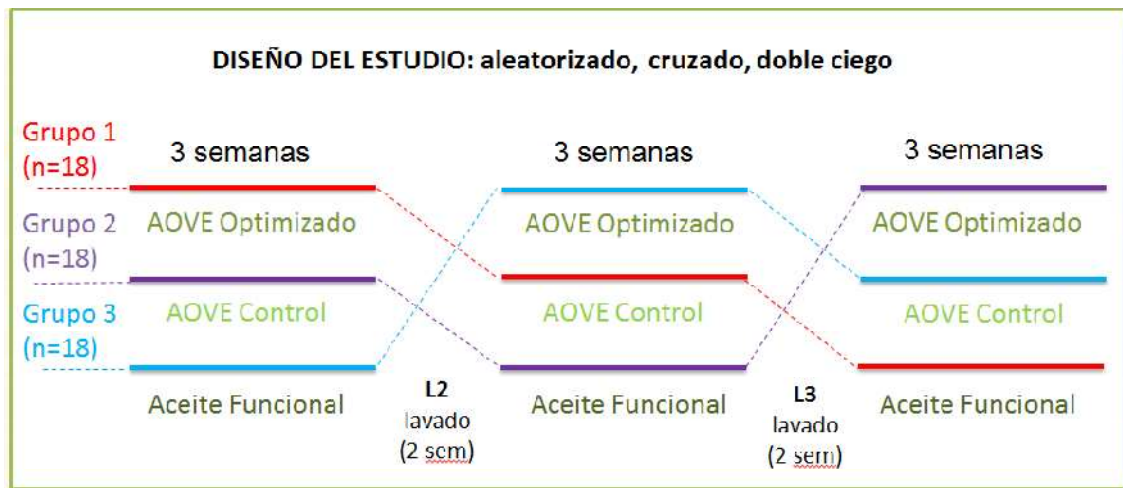 DISEÑO DEL ESTUDIO: aleatorizado, cruzado, doble ciego
Grupo 1
(n=18)
3 semanas
3 semanas
3 semanas
Grupo 2
(n=18)
AOVE Optimizado
AOVE Optimizado
AOVE Optimizado
Grupo 3
(n=18)
AOVE Control
AOVE Control
AOVE Control
Aceite Funcional
L2
lavado
(2 sem)
Aceite Funcional
L3
lavado
(2 sem)
Aceite Funcional